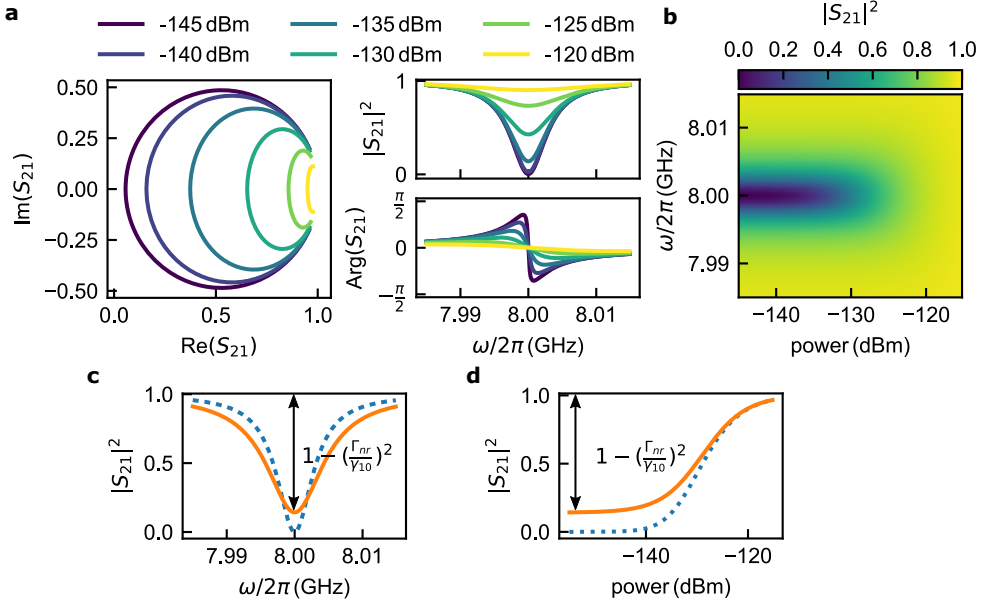 a
-145 dBm
-135 dBm
-125 dBm
-140 dBm
-130 dBm
-120 dBm
0.50
0.25
0.00
−0.25
−0.50
Im(S21)
0.0
0.5
1.0
Re(S21)
1
0
|S21|²
π/2
0
−π/2
Arg(S21)
7.99
8.00
8.01
ω/2π (GHz)
b
|S21|²
0.0 0.2 0.4 0.6 0.8 1.0
8.01
8.00
7.99
ω/2π (GHz)
−140
−130
−120
power (dBm)
c
1.0
0.5
0.0
|S21|²
1 − (Γnr/γ10)²
7.99
8.00
8.01
ω/2π (GHz)
d
1.0
0.5
0.0
|S21|²
1 − (Γnr/γ10)²
−140
−120
power (dBm)